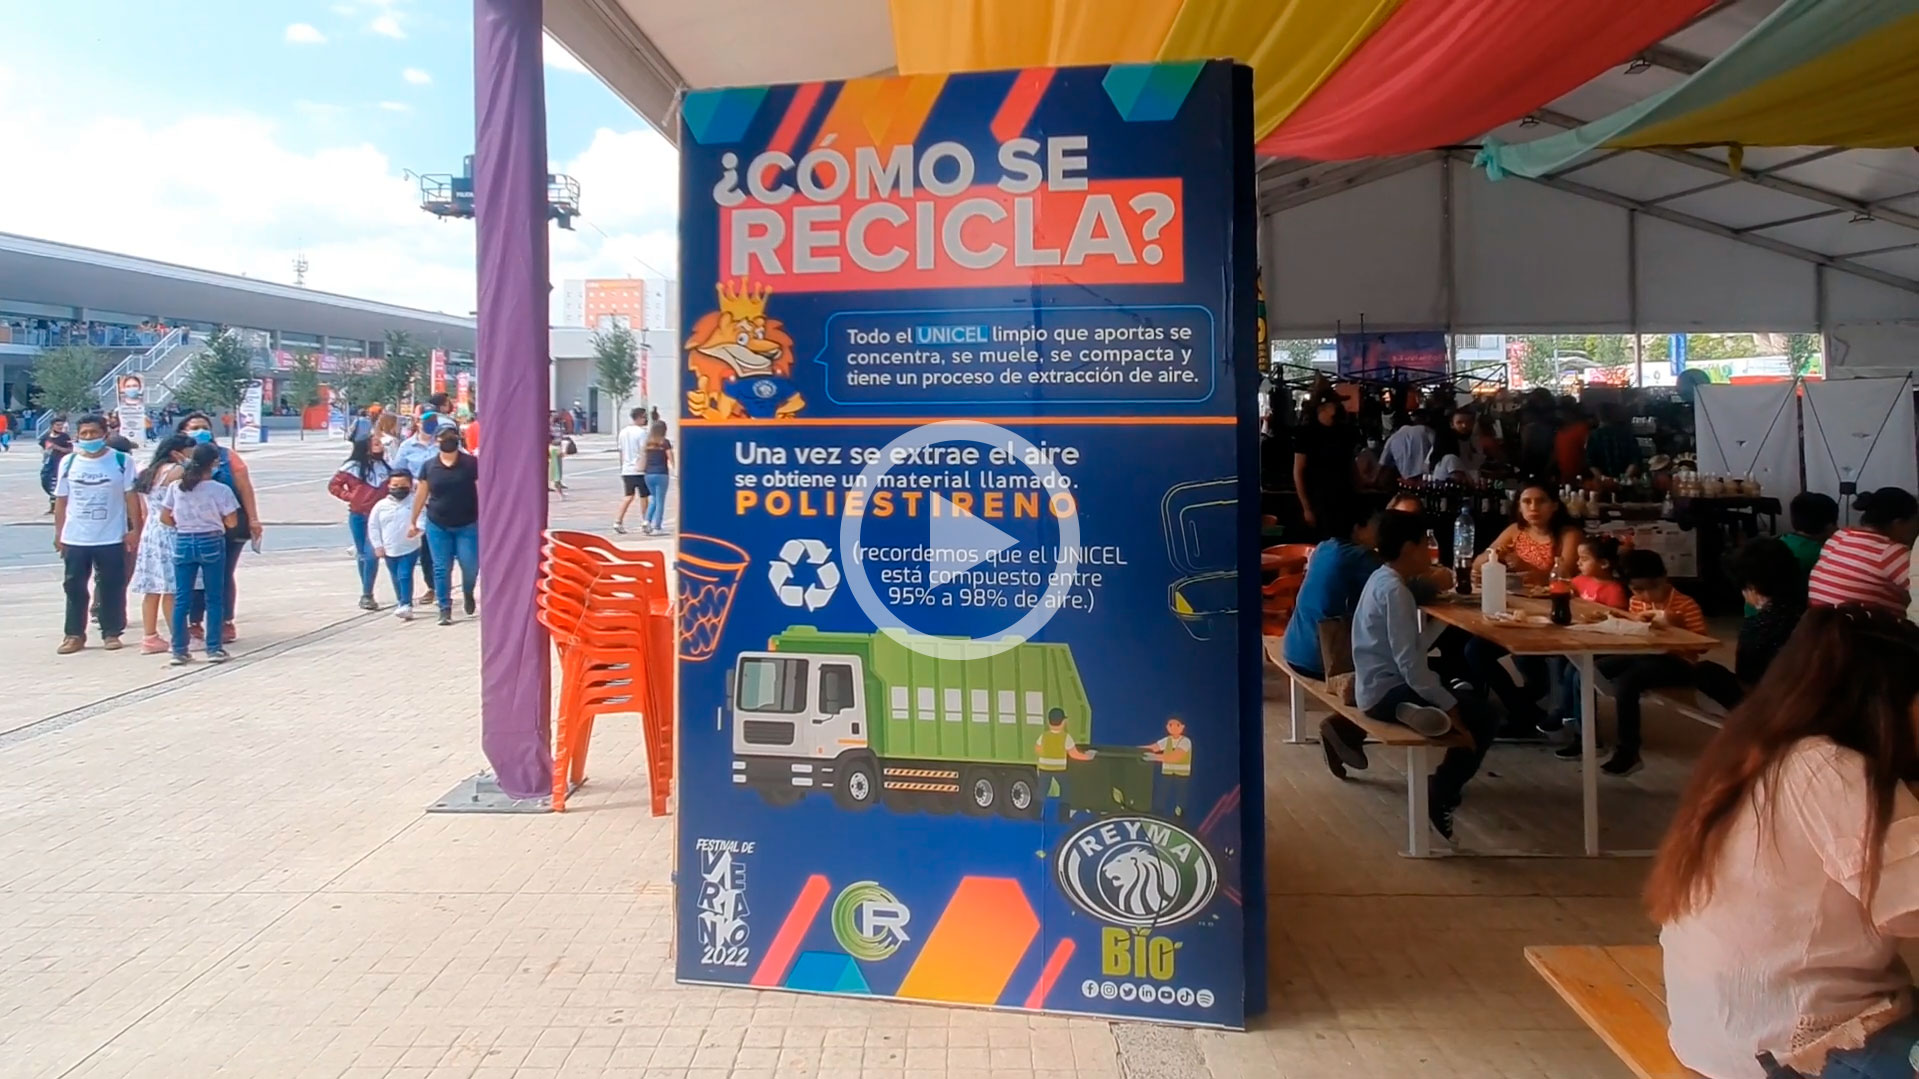 ¿CÓMO SE
RECICLA?
Todo el UNICEL limpio que aportas se
concentra, se muele, se compacta y
tiene un proceso de extracción de aire.
Una vez se extrae el aire
se obtiene un material llamado.
POLIESTIRENO
(recordemos que el UNICEL
está compuesto entre
95% a 98% de aire.)
FESTIVAL DE
VERANO
2022
R
REYMA
BIO